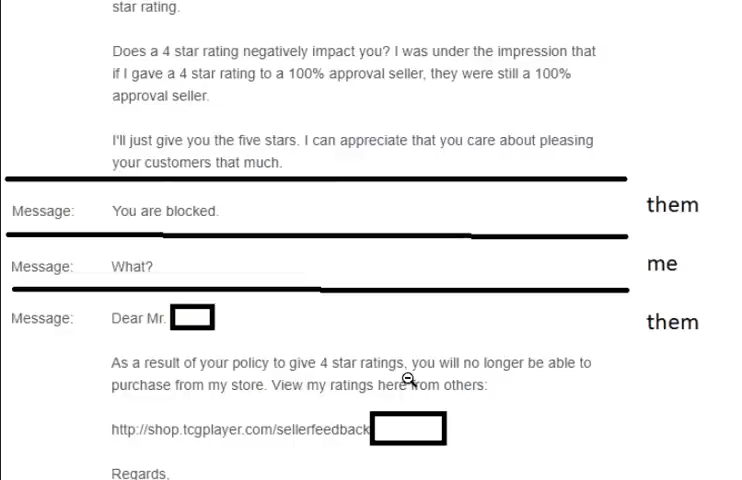 star rating.
Does a 4 star rating negatively impact you? I was under the impression that
if I gave a 4 star rating to a 100% approval seller, they were still a 100%
approval seller.
I'll just give you the five stars. I can appreciate that you care about pleasing
your customers that much.
Message: You are blocked. them
Message: What? me
Message: Dear Mr. them
As a result of your policy to give 4 star ratings, you will no longer be able to
purchase from my store. View my ratings here from others:
http://shop.tcgplayer.com/sellerfeedback
Regards,